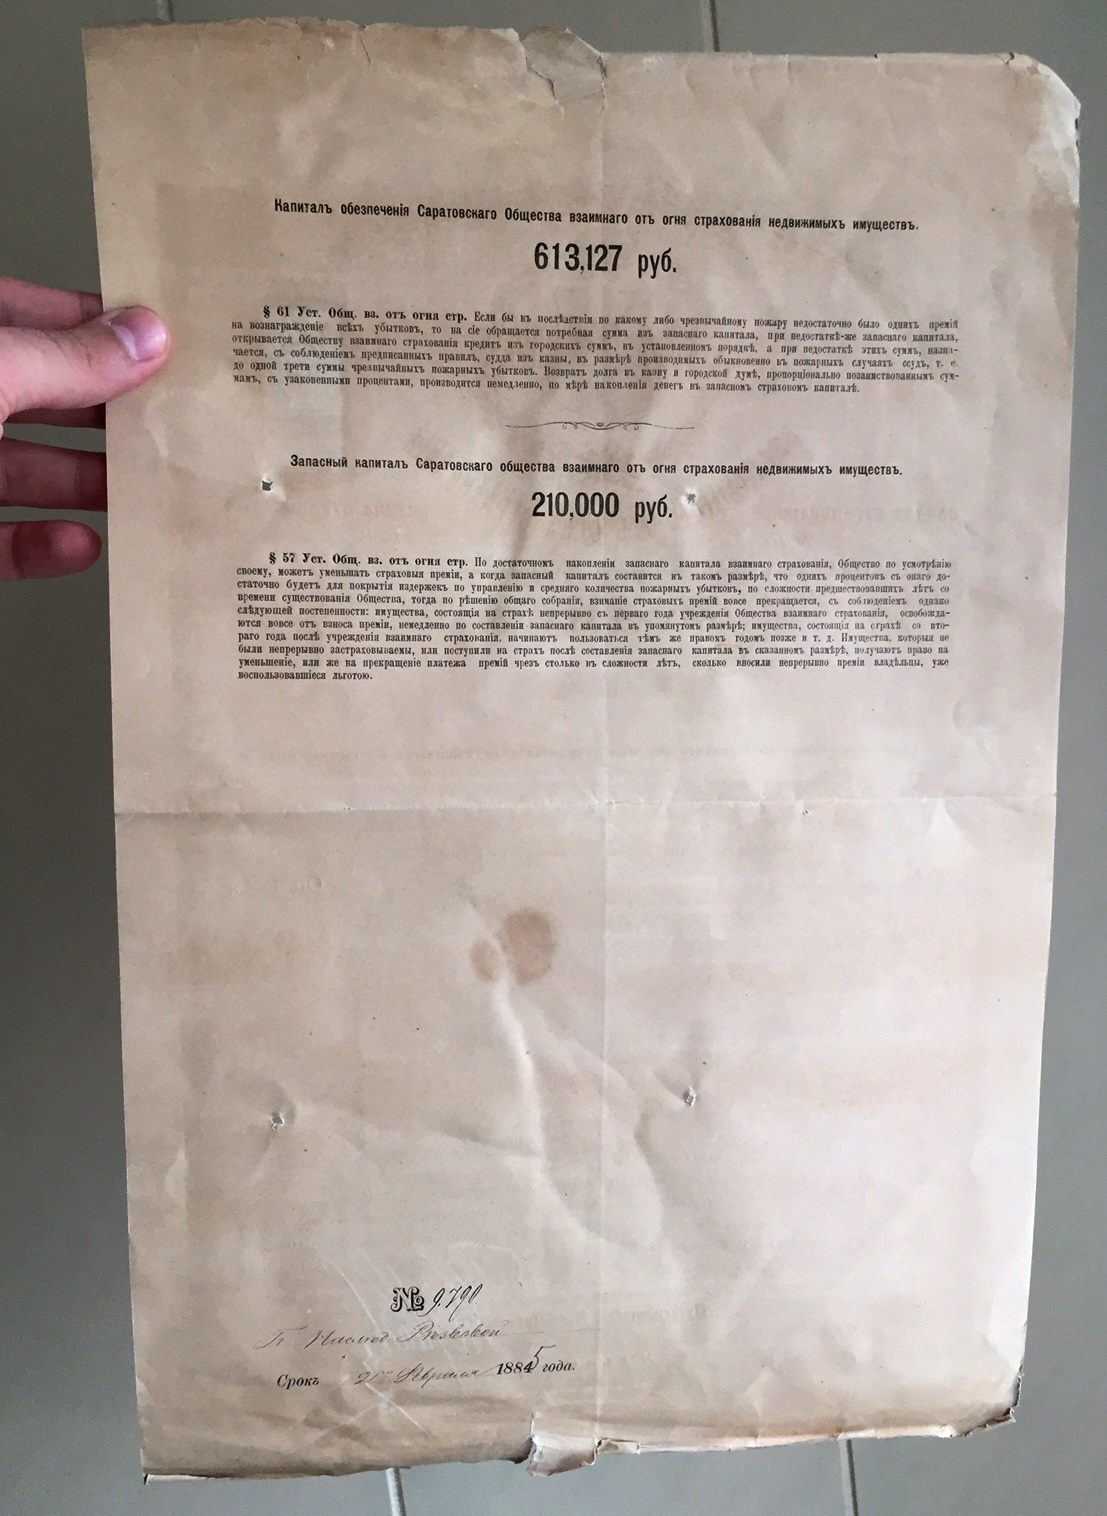 Капиталъ обезпеченія Саратовскаго Общества взаимнаго отъ огня страхованія недвижимыхъ имуществъ.
613,127 руб.
§ 61 Уст. Общ. вз. отъ огня стр. Если бы въ послѣдствіи по какому либо чрезвычайному пожару недостаточно было однихъ премій
на вознагражденіе всѣхъ убытковъ, то на сіе обращается потребная сумма изъ запаснаго капитала, при недостаткѣ-же запаснаго капитала,
открывается Обществу взаимнаго страхованія кредитъ изъ городскихъ суммъ, въ установленномъ порядкѣ, а при недостаткѣ этихъ суммъ, назна-
чается, съ соблюденіемъ предписанныхъ правилъ, ссуда изъ казны, въ размѣрѣ производимыхъ обыкновенно въ пожарныхъ случаяхъ ссудъ, т. е.
до одной трети суммы чрезвычайныхъ пожарныхъ убытковъ. Возвратъ долга въ казну и городской думѣ, пропорціонально позаимствованнымъ сум-
мамъ, съ узаконенными процентами, производится немедленно, по мѣрѣ накопленія денегъ въ запасномъ страховомъ капиталѣ.
Запасный капиталъ Саратовскаго общества взаимнаго отъ огня страхованія недвижимыхъ имуществъ.
210,000 руб.
§ 57 Уст. Общ. вз. отъ огня стр. По достаточномъ накопленіи запаснаго капитала взаимнаго страхованія, Общество по усмотрѣнію
своему, можетъ уменьшать страховыя преміи, а когда запасный капиталъ составится въ такомъ размѣрѣ, что однихъ процентовъ съ онаго до-
статочно будетъ для покрытія издержекъ по управленію и средняго количества пожарныхъ убытковъ, по сложности предшествовавшихъ лѣтъ со
времени существованія Общества, тогда по рѣшенію общаго собранія, взиманіе страховыхъ премій вовсе прекращается, съ соблюденіемъ однако
слѣдующей постепенности: имущества, состоящія на страхѣ непрерывно съ перваго года учрежденія Общества взаимнаго страхованія, освобожда-
ются вовсе отъ взноса преміи, немедленно по составленіи запаснаго капитала въ упомянутомъ размѣрѣ; имущества, состоящія на страхѣ со вто-
раго года послѣ учрежденія взаимнаго страхованія, начинаютъ пользоваться тѣмъ же правомъ годомъ позже и т. д. Имущества, которыя не
были непрерывно застраховываемы, или поступили на страхъ послѣ составленія запаснаго капитала въ сказанномъ размѣрѣ, получаютъ право на
уменьшеніе, или же на прекращеніе платежа премій чрезъ столько въ сложности лѣтъ, сколько вносили непрерывно преміи владѣльцы, уже
воспользовавшіеся льготою.
№ 9.790
Срокъ Февраля 1885 года.